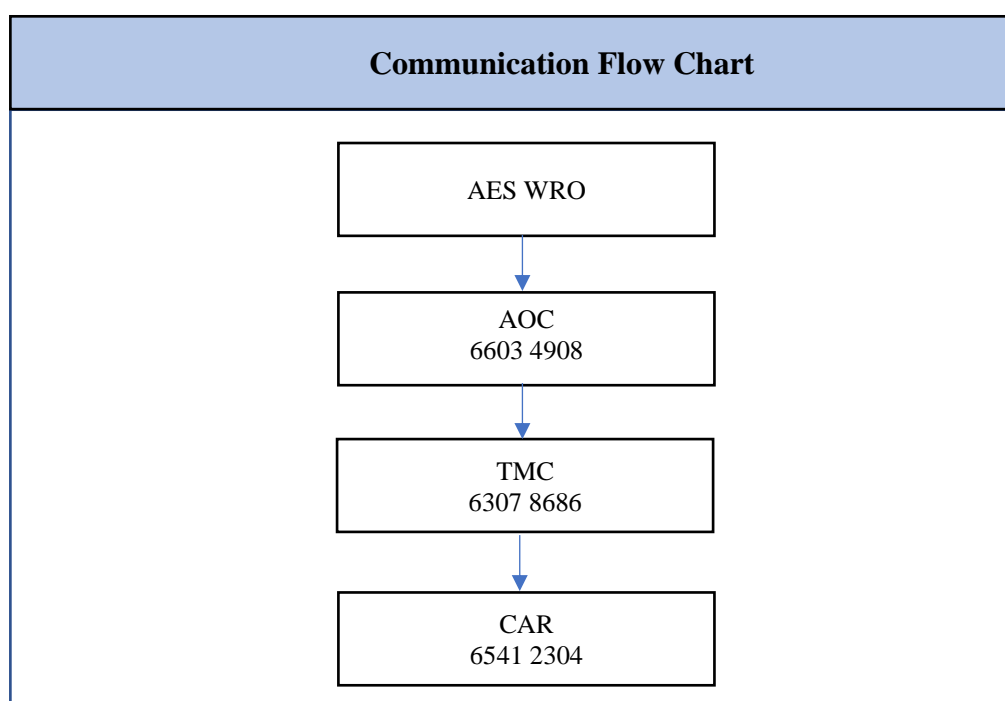 Communication Flow Chart
AES WRO
AOC
6603 4908
TMC
6307 8686
CAR
6541 2304